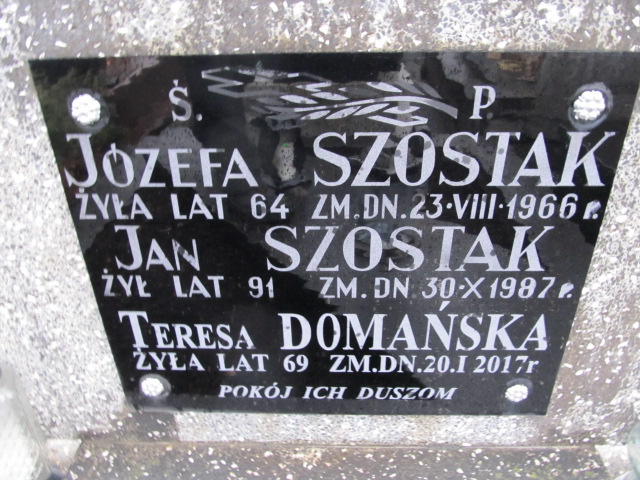 Ś. P
JÓZEFA SZOSTAK
ŻYŁA LAT 64 ZM. DN. 23·VIII·1966 r.
JAN SZOSTAK
ŻYŁ LAT 91 ZM. DN 30·X1987 r.
TERESA DOMAŃSKA
ŻYŁA LAT 69 ZM.DN.20.I 2017r
POKÓJ ICH DUSZOM